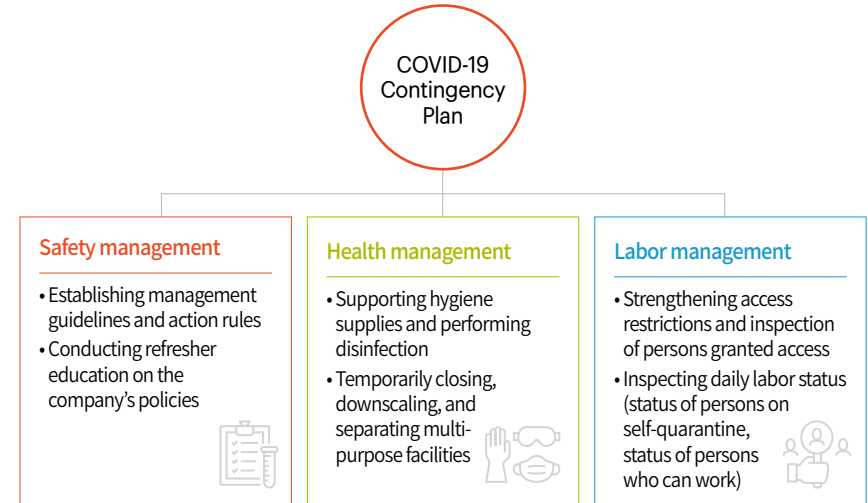 COVID-19
Contingency
Plan
Safety management
• Establishing management
guidelines and action rules
• Conducting refresher
education on the
company's policies
Health management
• Supporting hygiene
supplies and performing
disinfection
• Temporarily closing,
downscaling, and
separating multi-
purpose facilities
Labor management
• Strengthening access
restrictions and inspection
of persons granted access
• Inspecting daily labor status
(status of persons on
self-quarantine,
status of persons
who can work)